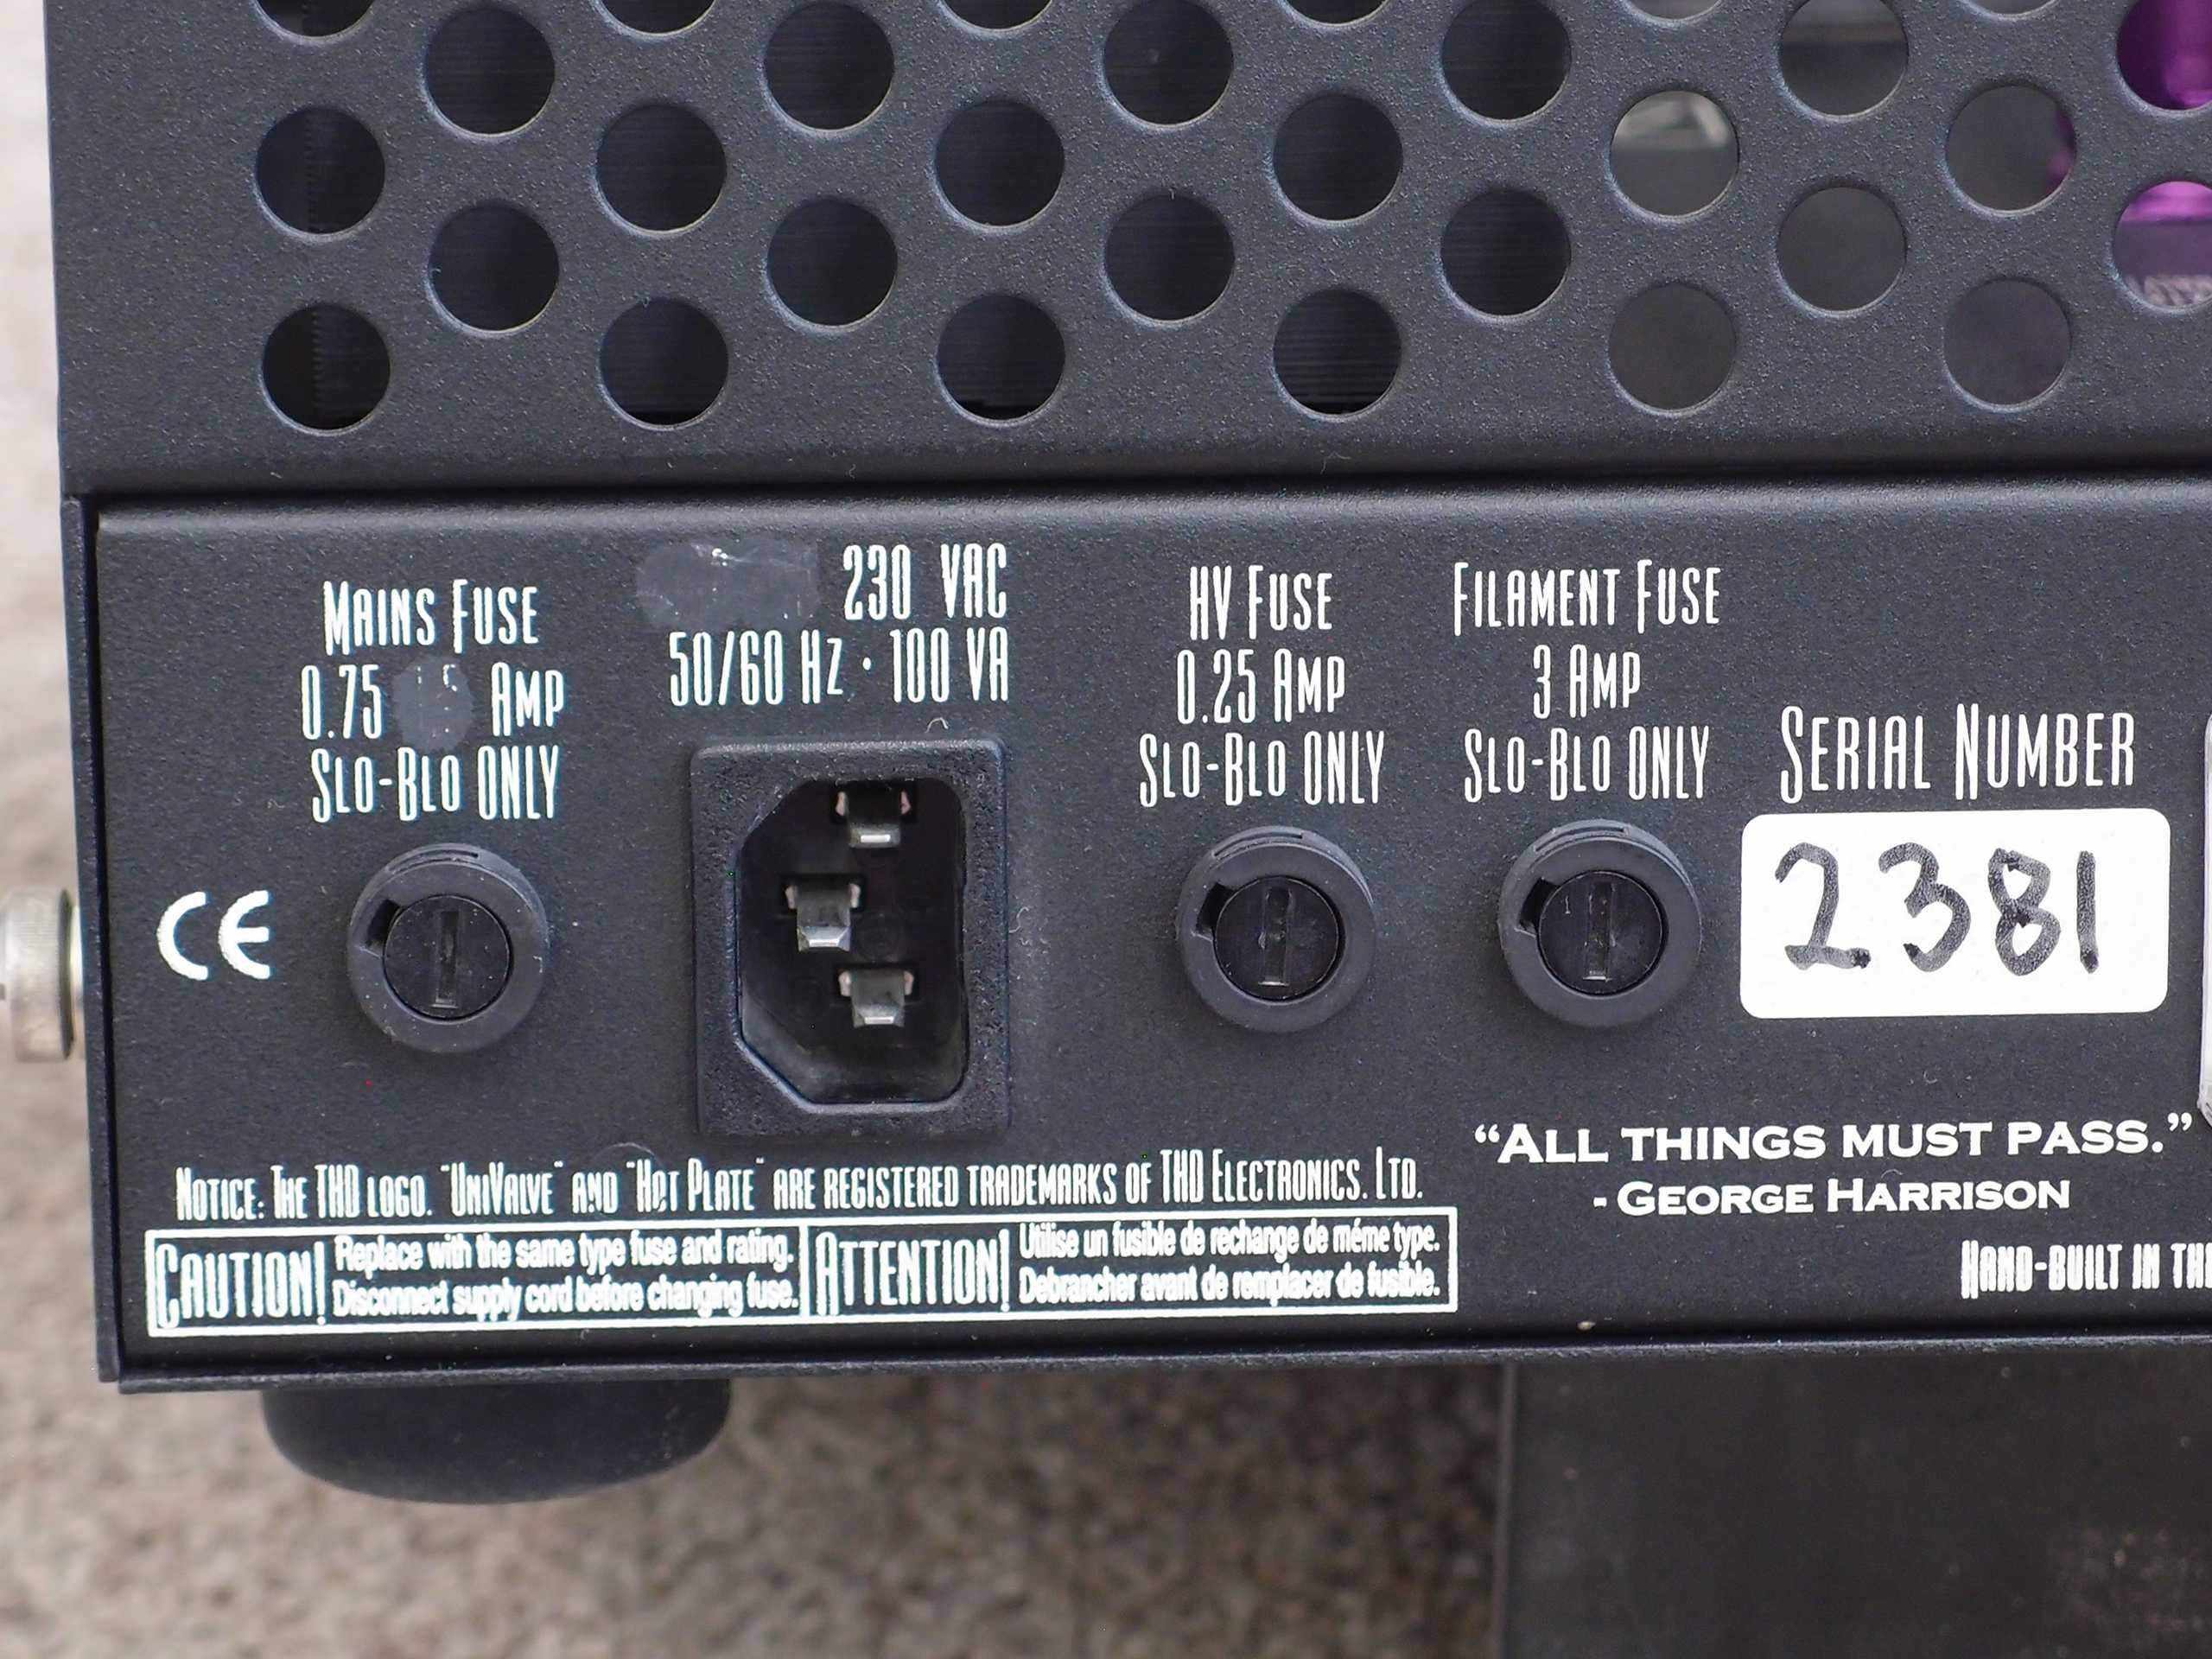 MAINS FUSE
0.75 AMP
SLO-BLO ONLY
230 VAC
50/60 HZ · 100 VA
HV FUSE
0.25 AMP
SLO-BLO ONLY
FILAMENT FUSE
3 AMP
SLO-BLO ONLY
SERIAL NUMBER
2381
CE
"ALL THINGS MUST PASS."
- GEORGE HARRISON
NOTICE: THE THD LOGO, "UNIVALVE" AND "HOT PLATE" ARE REGISTERED TRADEMARKS OF THD ELECTRONICS, LTD.
CAUTION! Replace with the same type fuse and rating.
Disconnect supply cord before changing fuse.
ATTENTION! Utilise un fusible de rechange de méme type.
Debrancher avant de remplacer de fusible.
HAND-BUILT IN THE